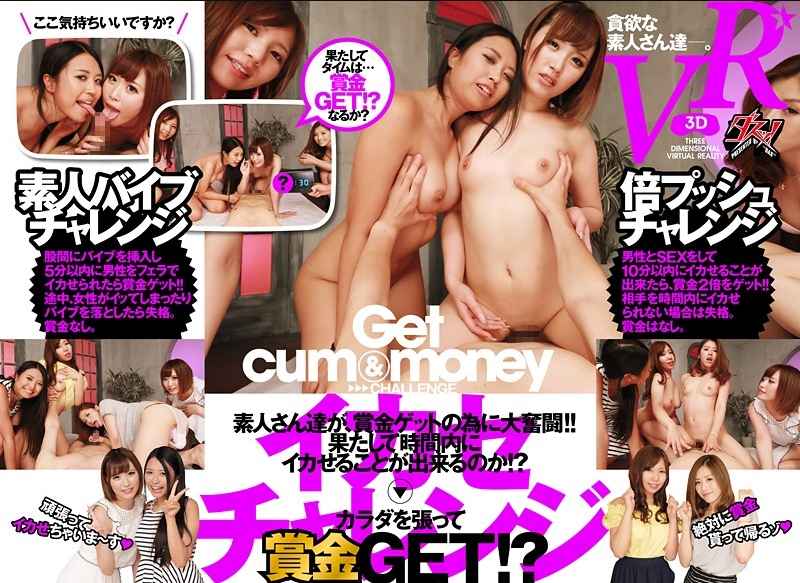 ここ気持ちいいですか?
果たして
タイムは…
賞金
GET!?
なるか?
?
:30
素人バイブ
チャレンジ
股間にバイブを挿入し
5分以内に男性をフェラで
イカせられたら賞金ゲット!!
途中、女性がイッてしまったり
バイブを落としたら失格。
賞金なし。
貪欲な
素人さん達―。
VR★
3D
THREE
DIMENSIONAL
VIRTUAL REALITY
ダスッ!
PRESENTED BY "DAS"
倍プッシュ
チャレンジ
男性とSEXをして
10分以内にイカせることが
出来たら、賞金2倍をゲット!!
相手を時間内にイカせ
られない場合は失格。
賞金はなし。
Get
cum&money
CHALLENGE
イカセ
チャレンジ
素人さん達が、賞金ゲットの為に大奮闘!!
果たして時間内に
イカせることが出来るのか!?
カラダを張って
賞金GET!?
頑張って
イカせちゃいま〜す♥
絶対に賞金
貰って帰るゾ♥